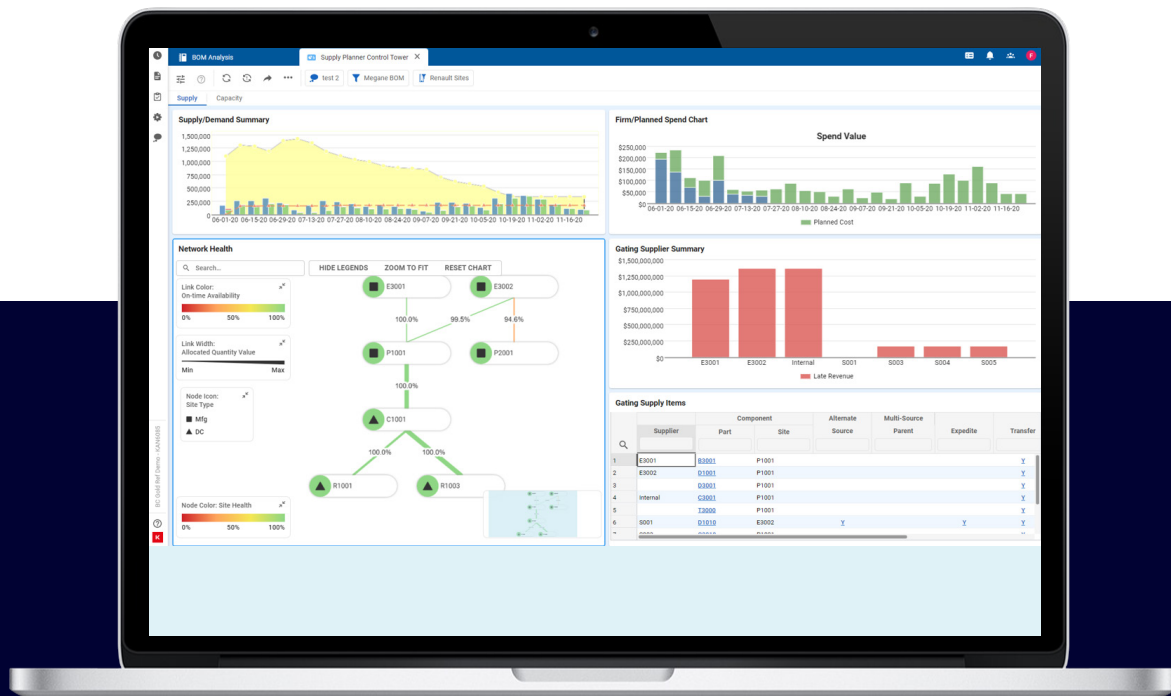 BOM Analysis
Supply Planner Control Tower
F
test 2
Megane BOM
Renault Sites
Supply
Capacity
Supply/Demand Summary
1,500,000
1,250,000
1,000,000
750,000
500,000
250,000
0
06-01-20 06-15-20 06-29-20 07-13-20 07-27-20 08-10-20 08-24-20 09-07-20 09-21-20 10-05-20 10-19-20 11-02-20 11-16-20
Firm/Planned Spend Chart
Spend Value
$250,000
$200,000
$150,000
$100,000
$50,000
$0
06-01-20 06-15-20 06-29-20 07-13-20 07-27-20 08-10-20 08-24-20 09-07-20 09-21-20 10-05-20 10-19-20 11-02-20 11-16-20
Planned Cost
Network Health
Search...
HIDE LEGENDS ZOOM TO FIT RESET CHART
Link Color:
On-time Availability
0% 50% 100%
Link Width:
Allocated Quantity Value
Min Max
Node Icon:
Site Type
Mfg
DC
Node Color: Site Health
0% 50% 100%
E3001
E3002
100.0%
99.5%
94.6%
P1001
P2001
100.0%
C1001
100.0%
100.0%
R1001
R1003
Gating Supplier Summary
$1,500,000,000
$1,250,000,000
$1,000,000,000
$750,000,000
$500,000,000
$250,000,000
$0
E3001 E3002 Internal S001 S003 S004 S005
Late Revenue
Gating Supply Items
Component Alternate Multi-Source
Supplier Part Site Source Parent Expedite Transfer
1 E3001 B3001 P1001 Y
2 E3002 D1001 P1001 Y
3 D3001 P1001 Y
4 Internal C3001 P1001 Y
5 T3000 P1001 Y
6 S001 D1010 E3002 Y Y Y
BC Gold Ref Demo - KXN6085
K